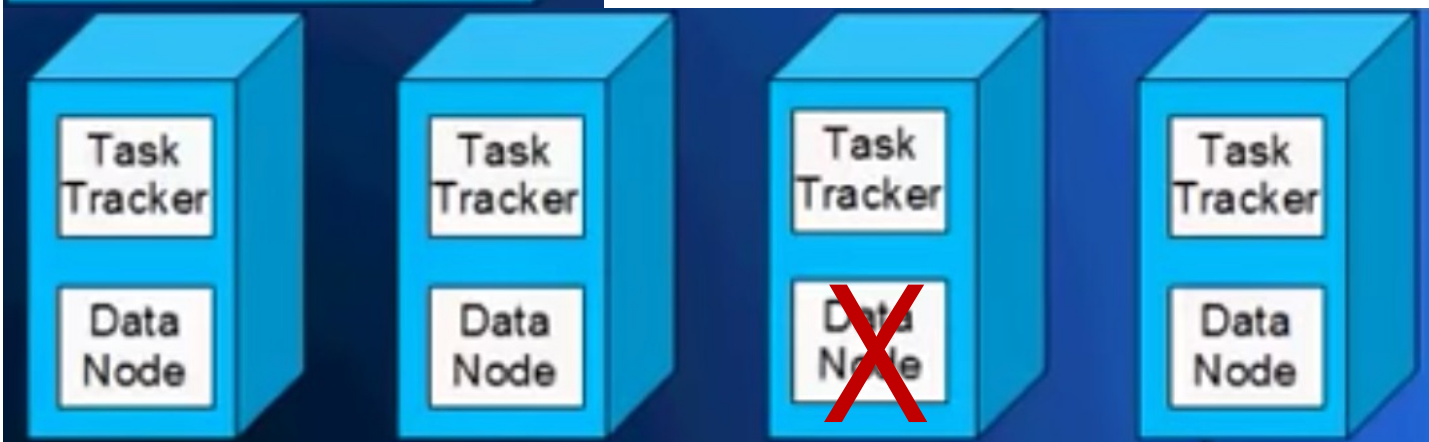 Task
Tracker
Task
Tracker
Task
Tracker
Task
Tracker
Data
Node
Data
Node
Data
Node
X
Data
Node